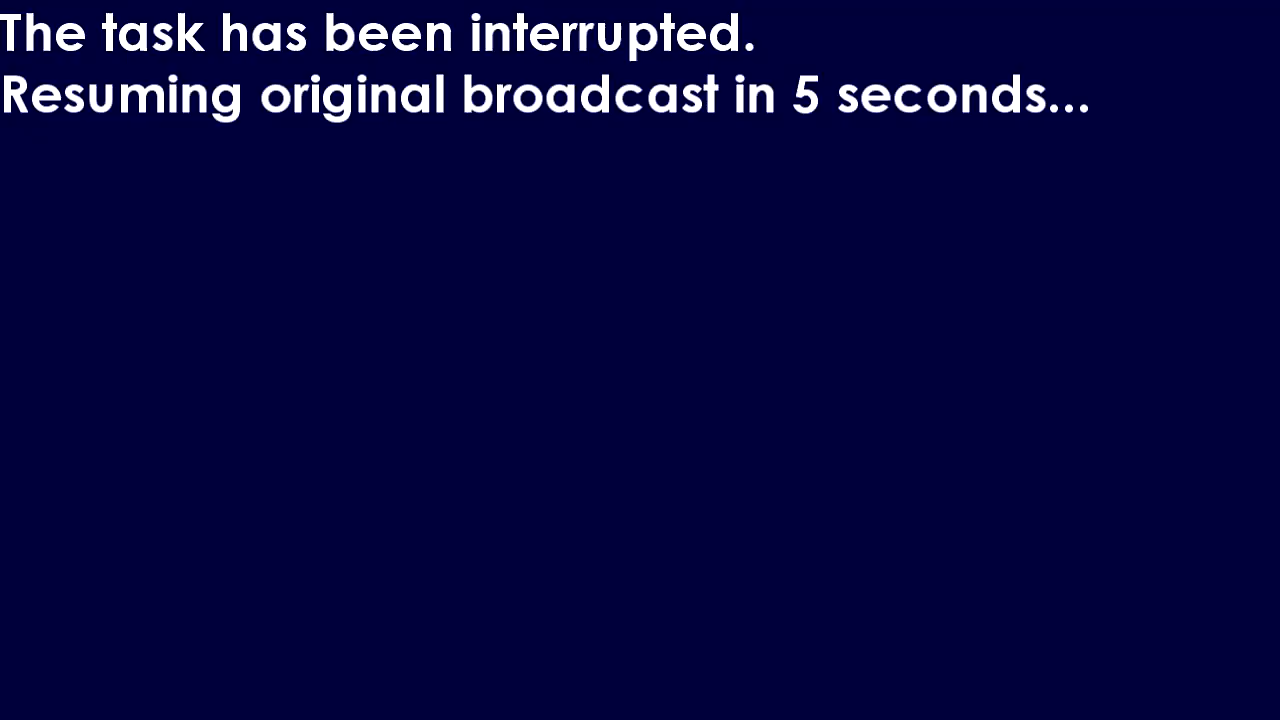 The task has been interrupted.
Resuming original broadcast in 5 seconds...